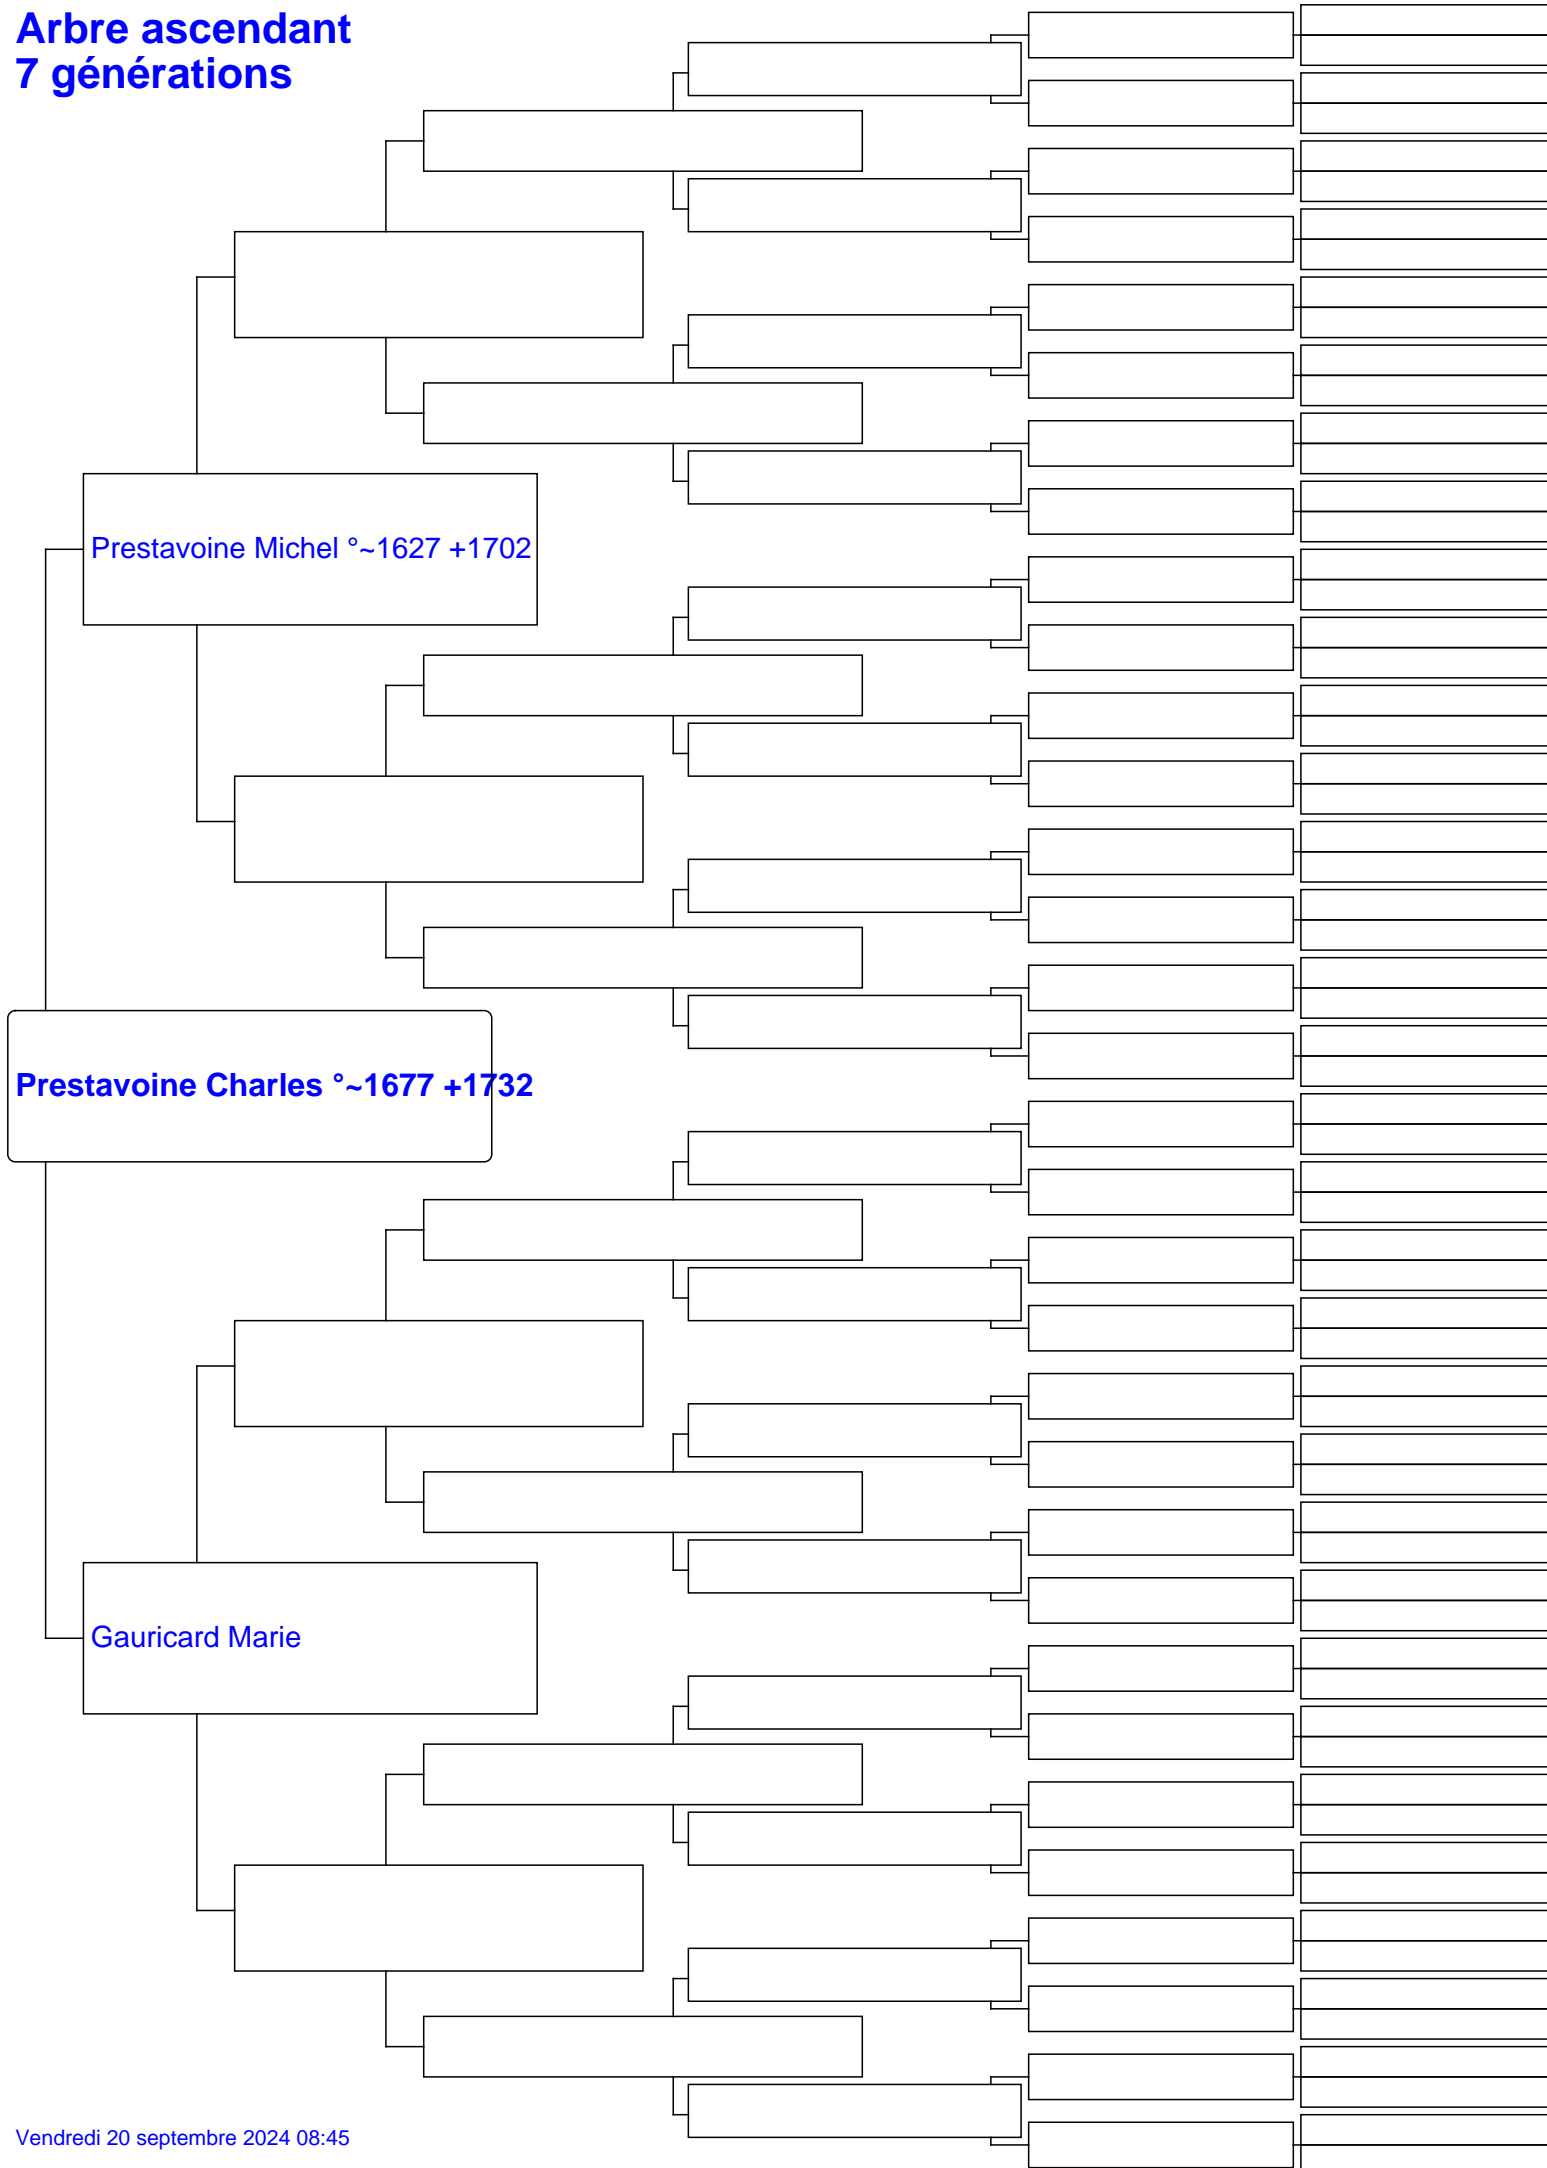 Arbre ascendant
7 générations
Prestavoine Michel °~1627 +1702
Prestavoine Charles °~1677 +1732
Gauricard Marie
Vendredi 20 septembre 2024 08:45